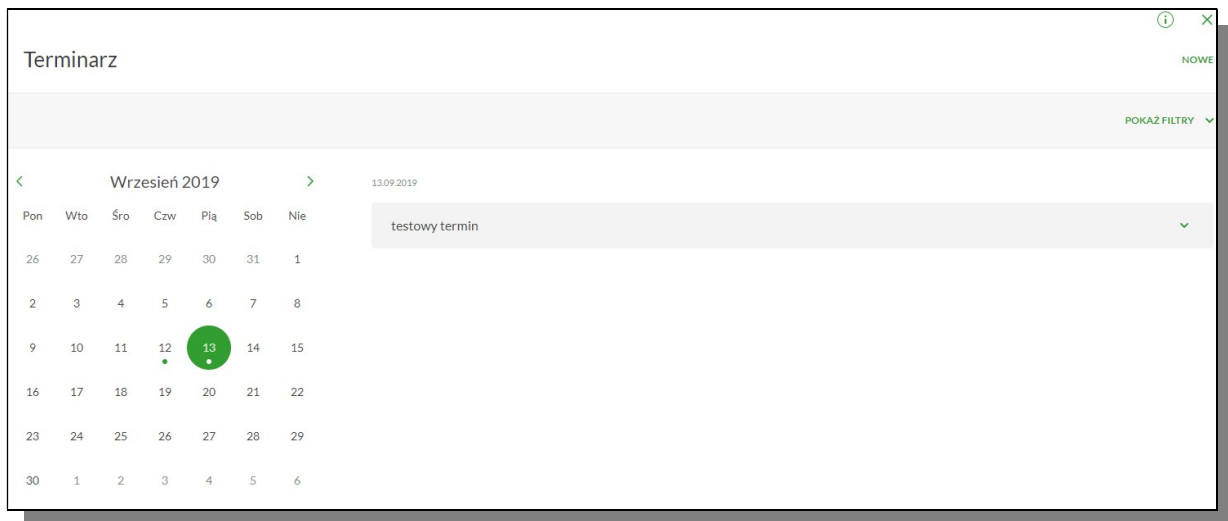 Terminarz
NOWE
POKAŻ FILTRY
Wrzesień 2019
Pon Wto Śro Czw Pią Sob Nie
26 27 28 29 30 31 1
2 3 4 5 6 7 8
9 10 11 12 13 14 15
16 17 18 19 20 21 22
23 24 25 26 27 28 29
30 1 2 3 4 5 6
13.09.2019
testowy termin